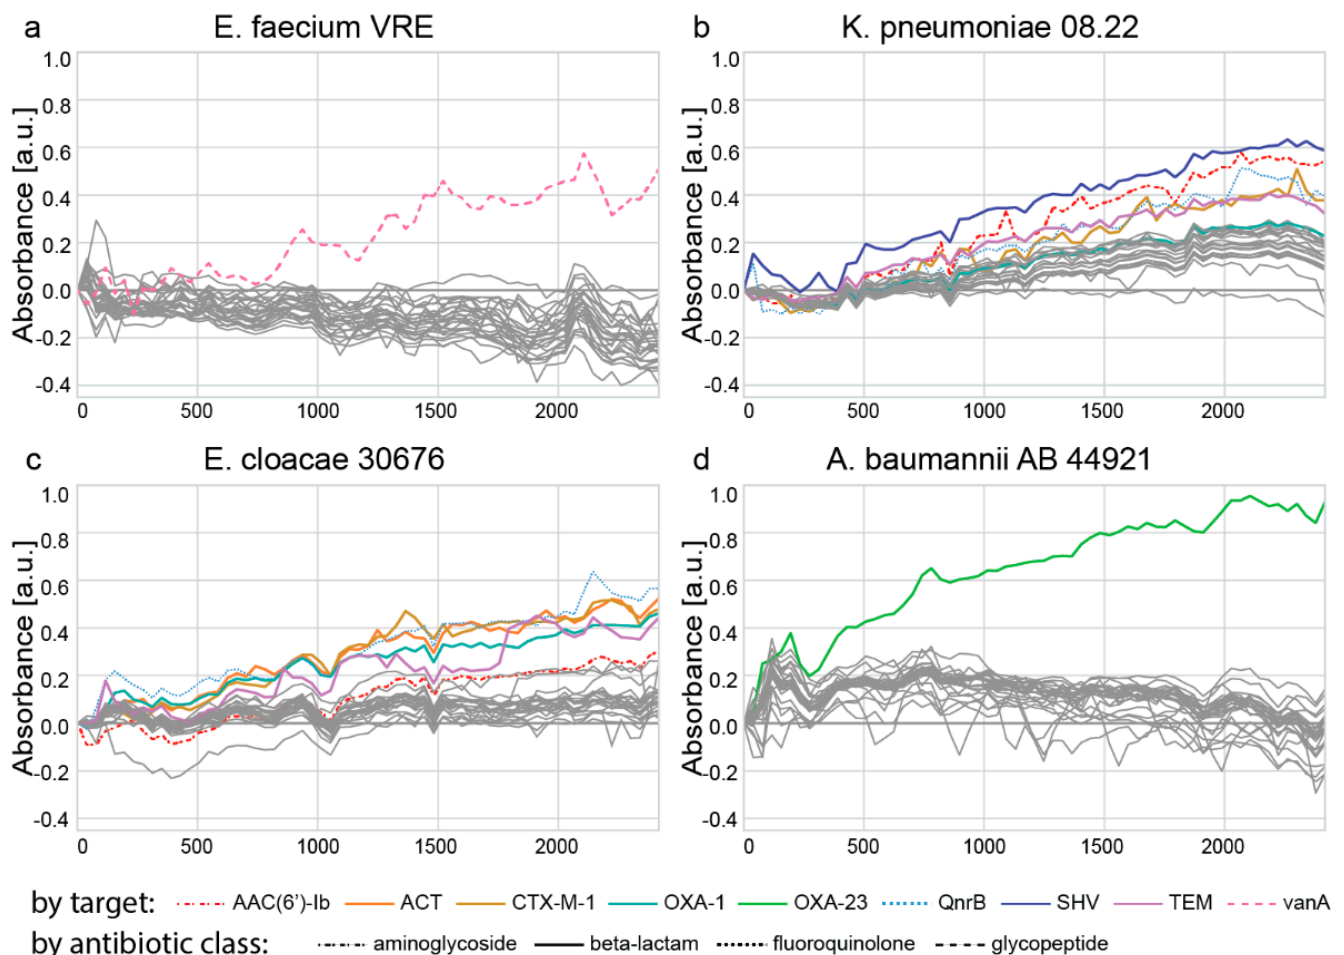 a E. faecium VRE
1.0
0.8
0.6
0.4
0.2
0.0
-0.2
-0.4
Absorbance [a.u.]
0 500 1000 1500 2000
b K. pneumoniae 08.22
1.0
0.8
0.6
0.4
0.2
0.0
-0.2
-0.4
Absorbance [a.u.]
0 500 1000 1500 2000
c E. cloacae 30676
1.0
0.8
0.6
0.4
0.2
0.0
-0.2
-0.4
Absorbance [a.u.]
0 500 1000 1500 2000
d A. baumannii AB 44921
1.0
0.8
0.6
0.4
0.2
0.0
-0.2
-0.4
Absorbance [a.u.]
0 500 1000 1500 2000
by target: AAC(6')-Ib ACT CTX-M-1 OXA-1 OXA-23 QnrB SHV TEM vanA
by antibiotic class: aminoglycoside beta-lactam fluoroquinolone glycopeptide